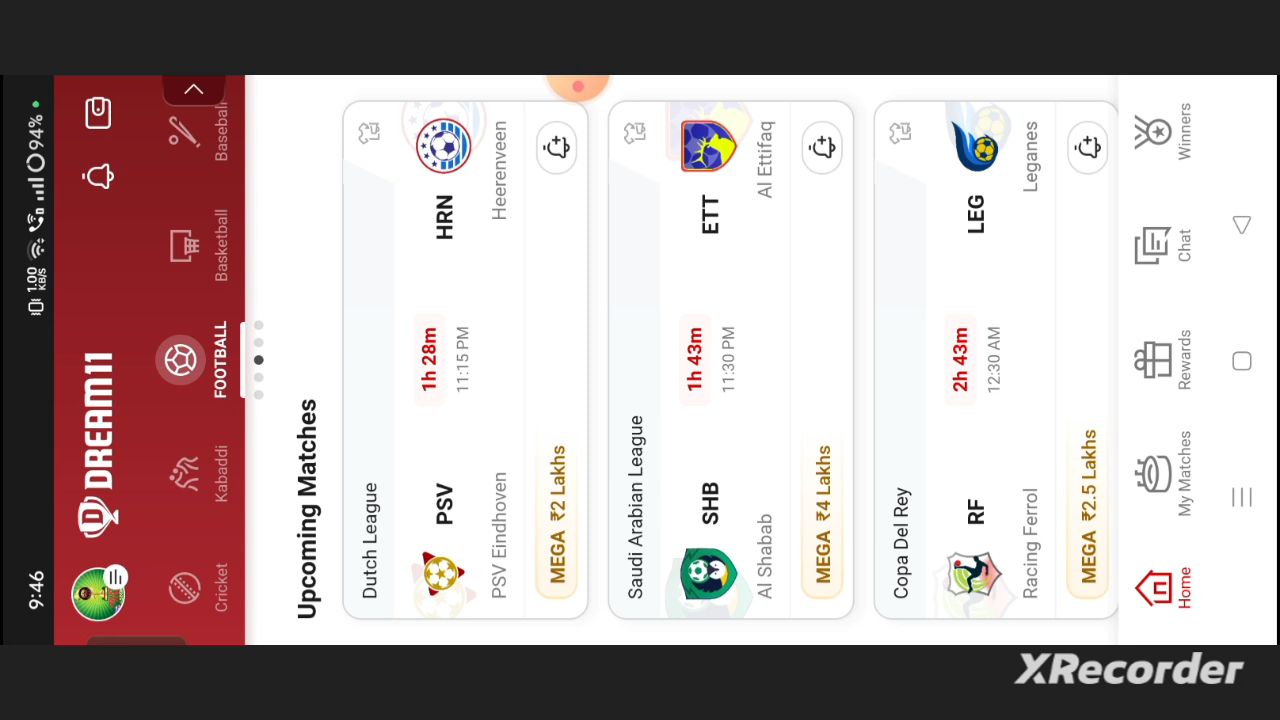 9:46
1.00 KB/S
94%
DREAM11
Cricket
Kabaddi
FOOTBALL
Basketball
Baseball
Upcoming Matches
Dutch League
PSV
1h 28m
HRN
PSV Eindhoven
11:15 PM
Heerenveen
MEGA ₹2 Lakhs
Saudi Arabian League
SHB
1h 43m
ETT
Al Shabab
11:30 PM
Al Ettifaq
MEGA ₹4 Lakhs
Copa Del Rey
RF
2h 43m
LEG
Racing Ferrol
12:30 AM
Leganes
MEGA ₹2.5 Lakhs
Home
My Matches
Rewards
Chat
Winners
XRecorder